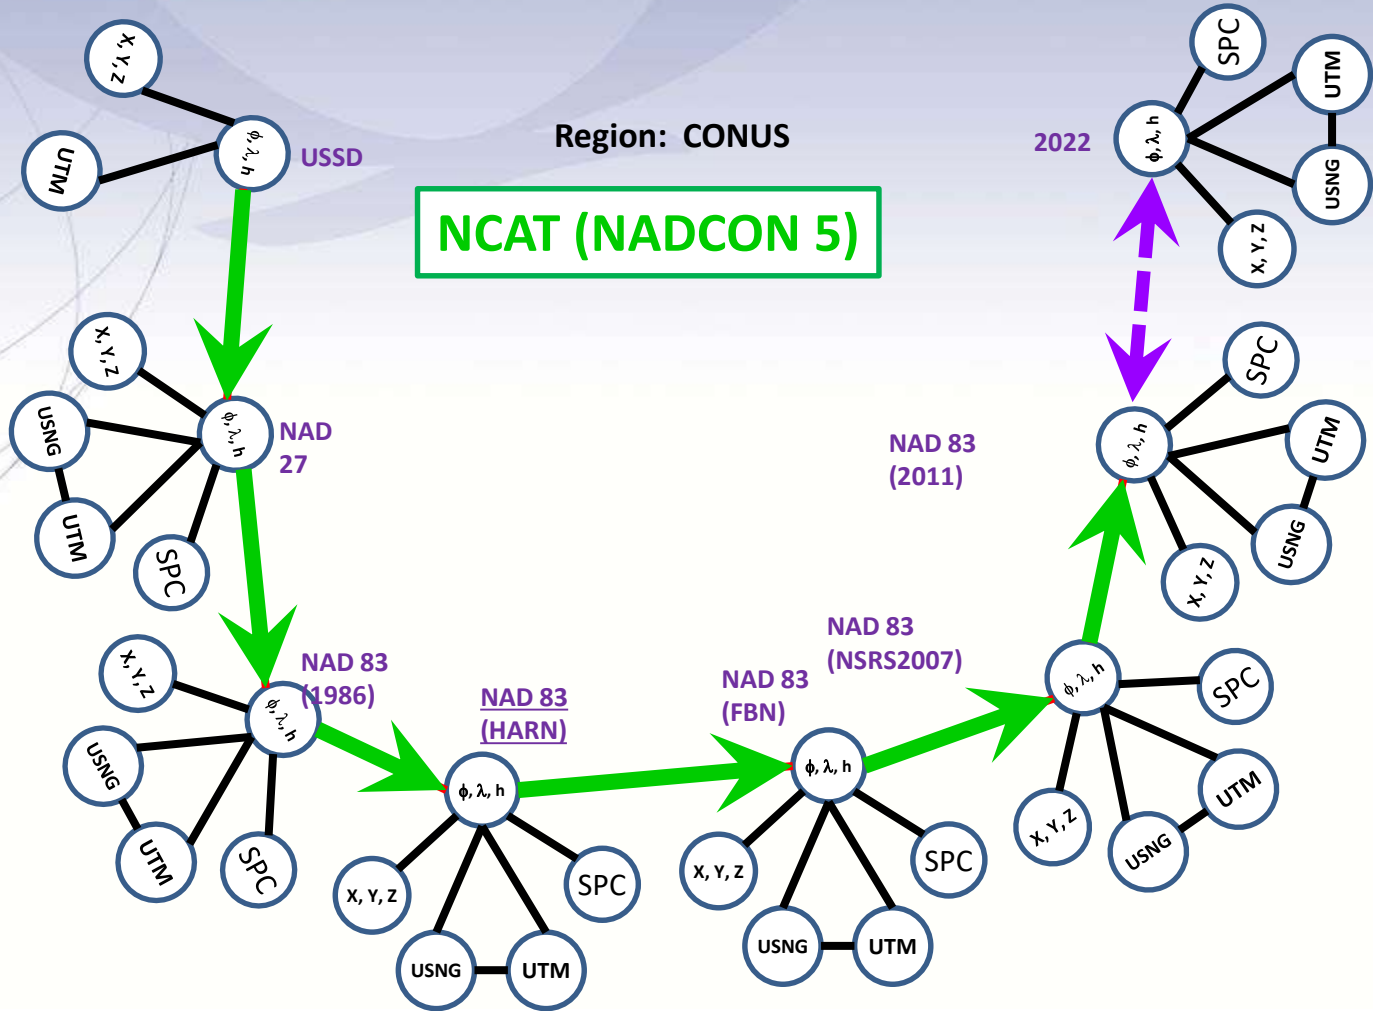 Region: CONUS
NCAT (NADCON 5)
X, Y, Z
UTM
ϕ, λ, h
USSD
X, Y, Z
USNG
UTM
SPC
ϕ, λ, h
NAD
27
X, Y, Z
USNG
UTM
SPC
ϕ, λ, h
NAD 83
(1986)
NAD 83
(HARN)
ϕ, λ, h
X, Y, Z
USNG
UTM
SPC
NAD 83
(FBN)
ϕ, λ, h
X, Y, Z
USNG
UTM
SPC
NAD 83
(NSRS2007)
ϕ, λ, h
SPC
UTM
USNG
X, Y, Z
NAD 83
(2011)
ϕ, λ, h
SPC
UTM
USNG
X, Y, Z
2022
ϕ, λ, h
SPC
UTM
USNG
X, Y, Z